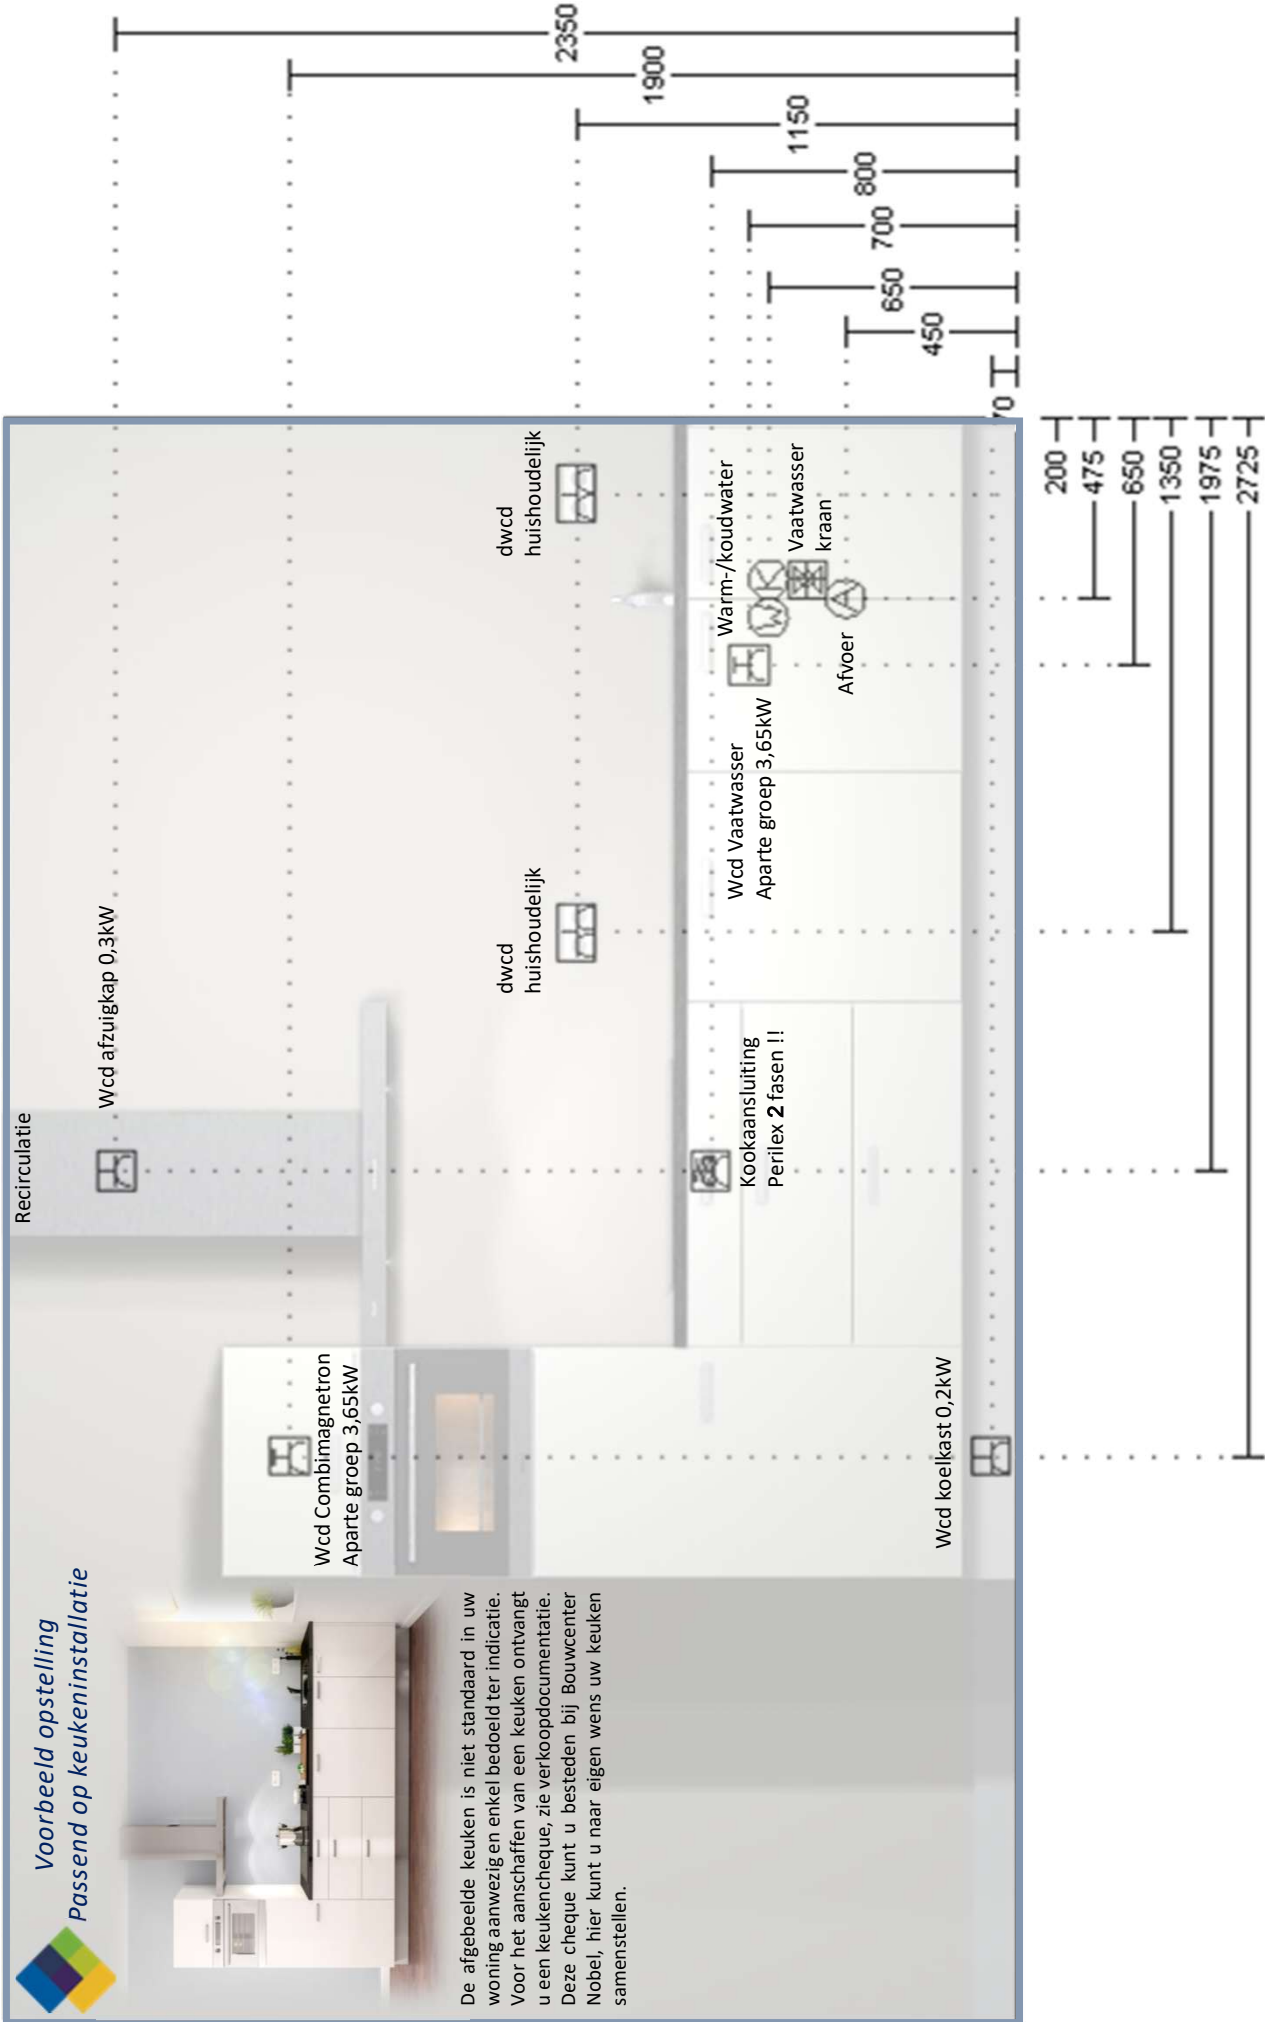 Voorbeeld opstelling
Passend op keukeninstallatie
De afgebeelde keuken is niet standaard in uw
woning aanwezig en enkel bedoeld ter indicatie.
Voor het aanschaffen van een keuken ontvangt
u een keukencheque, zie verkoopdocumentatie.
Deze cheque kunt u besteden bij Bouwcenter
Nobel, hier kunt u naar eigen wens uw keuken
samenstellen.
Recirculatie
Wcd afzuigkap 0,3kW
Wcd Combimagnetron
Aparte groep 3,65kW
dwcd
huishoudelijk
dwcd
huishoudelijk
Kookaansluiting
Perilex 2 fasen !!
Wcd Vaatwasser
Aparte groep 3,65kW
Warm-/koudwater
W
K
Vaatwasser
kraan
A
Afvoer
Wcd koelkast 0,2kW
70
450
650
700
800
1150
1900
2350
200
475
650
1350
1975
2725